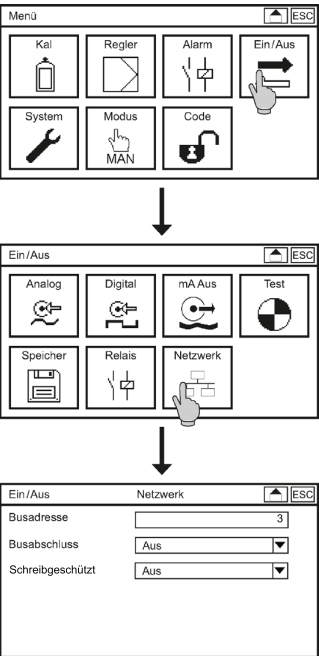 Menü ESC
Kal Regler Alarm Ein/Aus
System Modus Code
MAN
Ein/Aus ESC
Analog Digital mA Aus Test
Speicher Relais Netzwerk
Ein/Aus Netzwerk ESC
Busadresse 3
Busabschluss Aus
Schreibgeschützt Aus